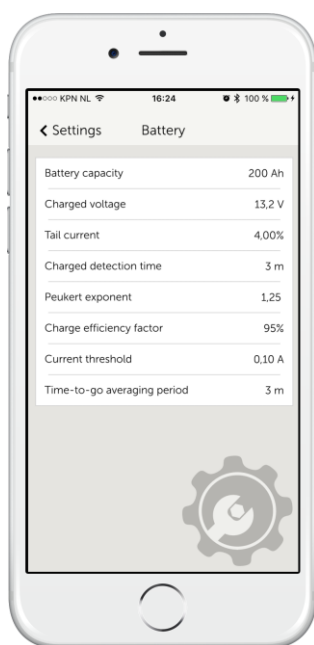 KPN NL 16:24 100 %
Settings Battery
Battery capacity 200 Ah
Charged voltage 13,2 V
Tail current 4,00%
Charged detection time 3 m
Peukert exponent 1,25
Charge efficiency factor 95%
Current threshold 0,10 A
Time-to-go averaging period 3 m